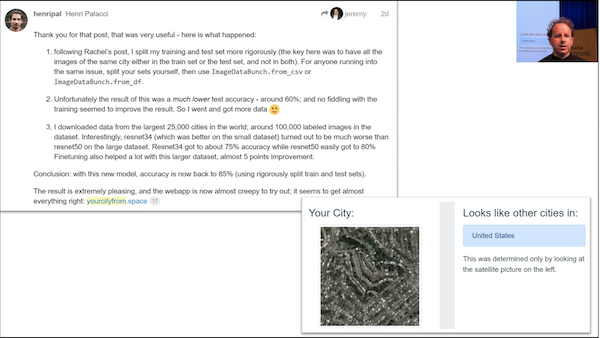 henripal Henri Palacci
jeremy 2d
Thank you for that post, that was very useful - here is what happened:
1. following Rachel's post, I split my training and test set more rigorously (the key here was to have all the
images of the same city either in the train set or the test set, and not in both). For anyone running into
the same issue, split your sets yourself, then use ImageDataBunch.from_csv or
ImageDataBunch.from_df.
2. Unfortunately the result of this was a much lower test accuracy - around 60%; and no fiddling with the
training seemed to improve the result. So I went and got more data
3. I downloaded data from the largest 25,000 cities in the world; around 100,000 labeled images in the
dataset. Interestingly, resnet34 (which was better on the small dataset) turned out to be much worse than
resnet50 on the large dataset. Resnet34 got to about 75% accuracy while resnet50 easily got to 80%
Finetuning also helped a lot with this larger dataset, almost 5 points improvement.
Conclusion: with this new model, accuracy is now back to 85% (using rigorously split train and test sets).
The result is extremely pleasing, and the webapp is now almost creepy to try out; it seems to get almost
everything right: yourcityfrom.space 17
Your City:
Looks like other cities in:
United States
This was determined only by looking at
the satellite picture on the left.